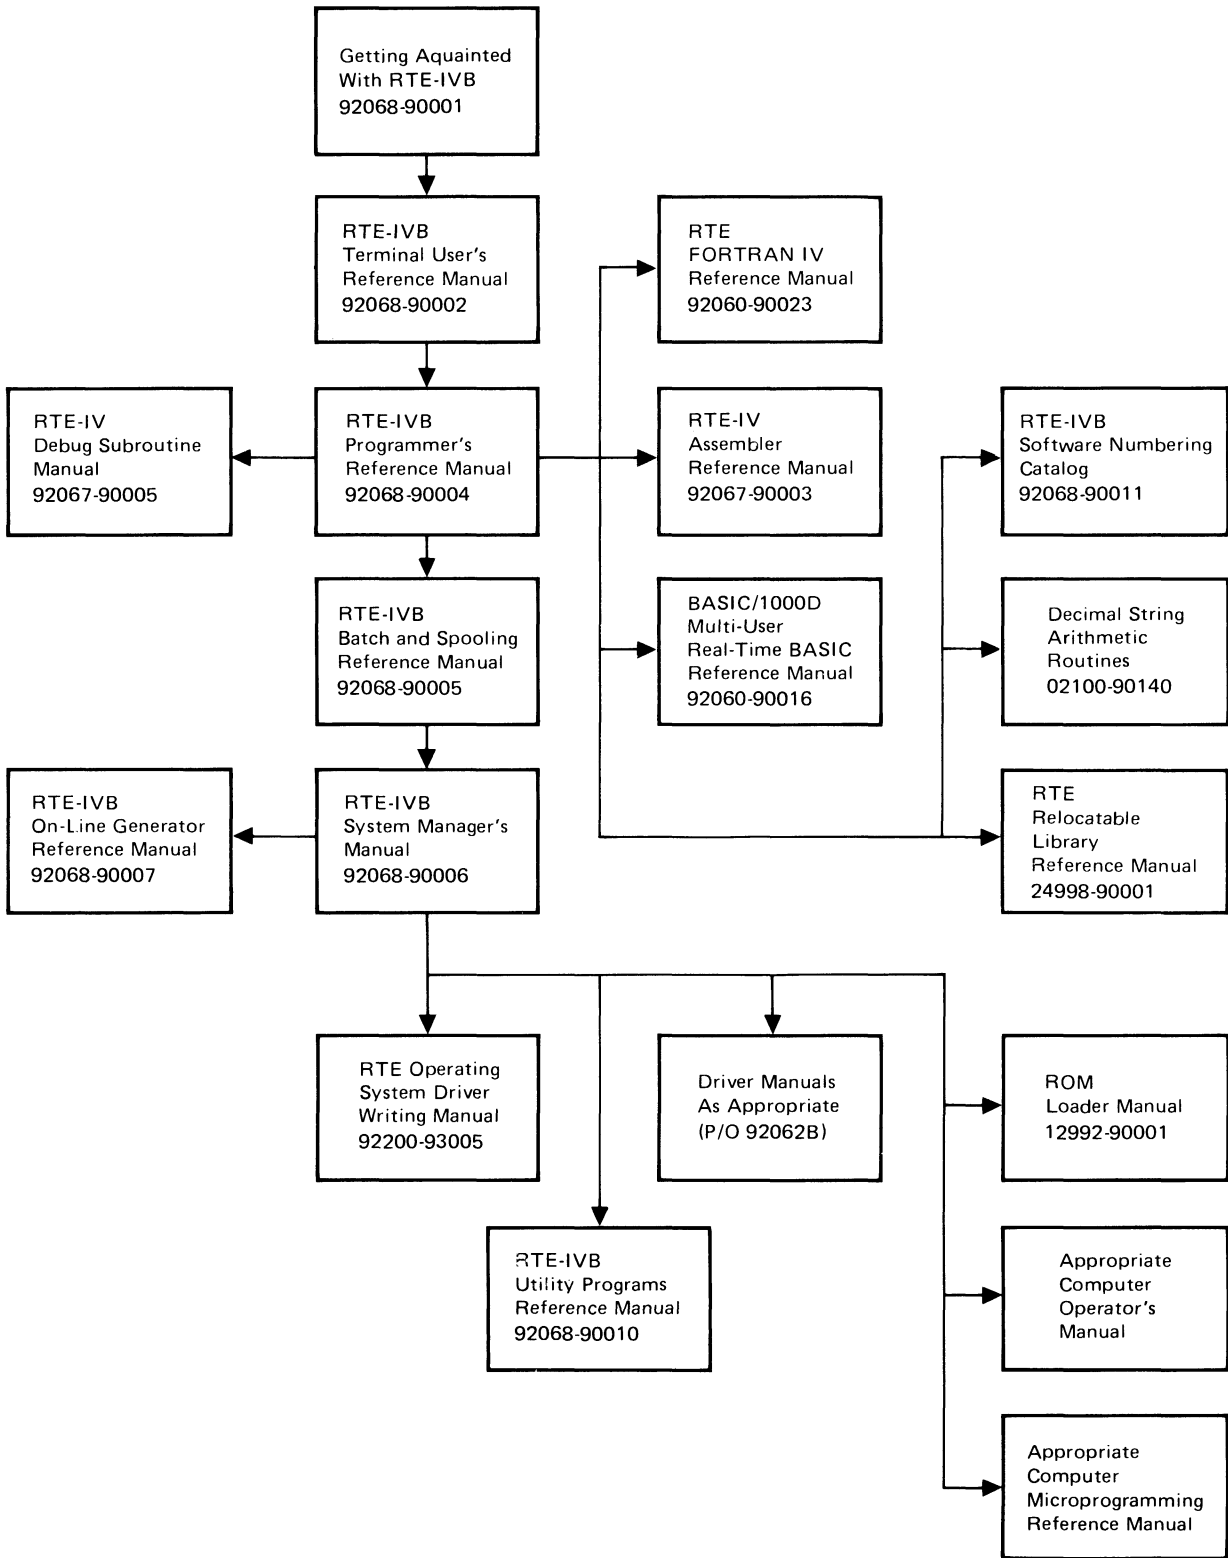 Getting Aquainted
With RTE-IVB
92068-90001
RTE-IVB
Terminal User's
Reference Manual
92068-90002
RTE
FORTRAN IV
Reference Manual
92060-90023
RTE-IV
Debug Subroutine
Manual
92067-90005
RTE-IVB
Programmer's
Reference Manual
92068-90004
RTE-IV
Assembler
Reference Manual
92067-90003
RTE-IVB
Software Numbering
Catalog
92068-90011
RTE-IVB
Batch and Spooling
Reference Manual
92068-90005
BASIC/1000D
Multi-User
Real-Time BASIC
Reference Manual
92060-90016
Decimal String
Arithmetic
Routines
02100-90140
RTE-IVB
On-Line Generator
Reference Manual
92068-90007
RTE-IVB
System Manager's
Manual
92068-90006
RTE
Relocatable
Library
Reference Manual
24998-90001
RTE Operating
System Driver
Writing Manual
92200-93005
Driver Manuals
As Appropriate
(P/O 92062B)
ROM
Loader Manual
12992-90001
RTE-IVB
Utility Programs
Reference Manual
92068-90010
Appropriate
Computer
Operator's
Manual
Appropriate
Computer
Microprogramming
Reference Manual